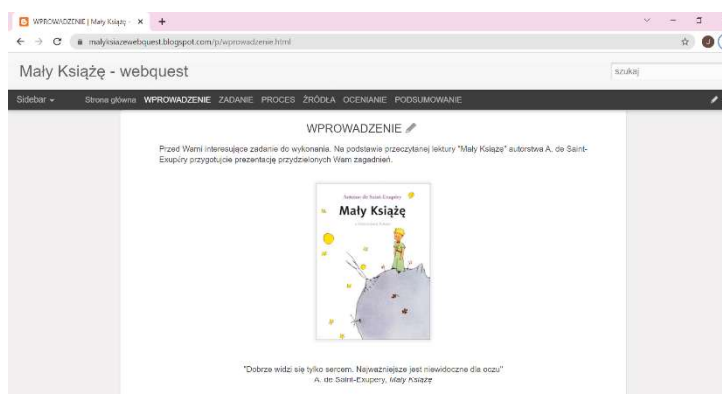 WPROWADZENIE | Mały Książę -
malyksiazewebquest.blogspot.com/p/wprowadzenie.html
Mały Książę - webquest
szukaj
Sidebar
Strona główna WPROWADZENIE ZADANIE PROCES ŹRÓDŁA OCENIANIE PODSUMOWANIE
WPROWADZENIE
Przed Wami interesujące zadanie do wykonania. Na podstawie przeczytanej lektury "Mały Książę" autorstwa A. de Saint-
Exupéry przygotujcie prezentację przydzielonych Wam zagadnień.
Antoine de Saint-Exupéry
Mały Książę
"Dobrze widzi się tylko sercem. Najważniejsze jest niewidoczne dla oczu"
A. de Saint-Exupery, Mały Książę